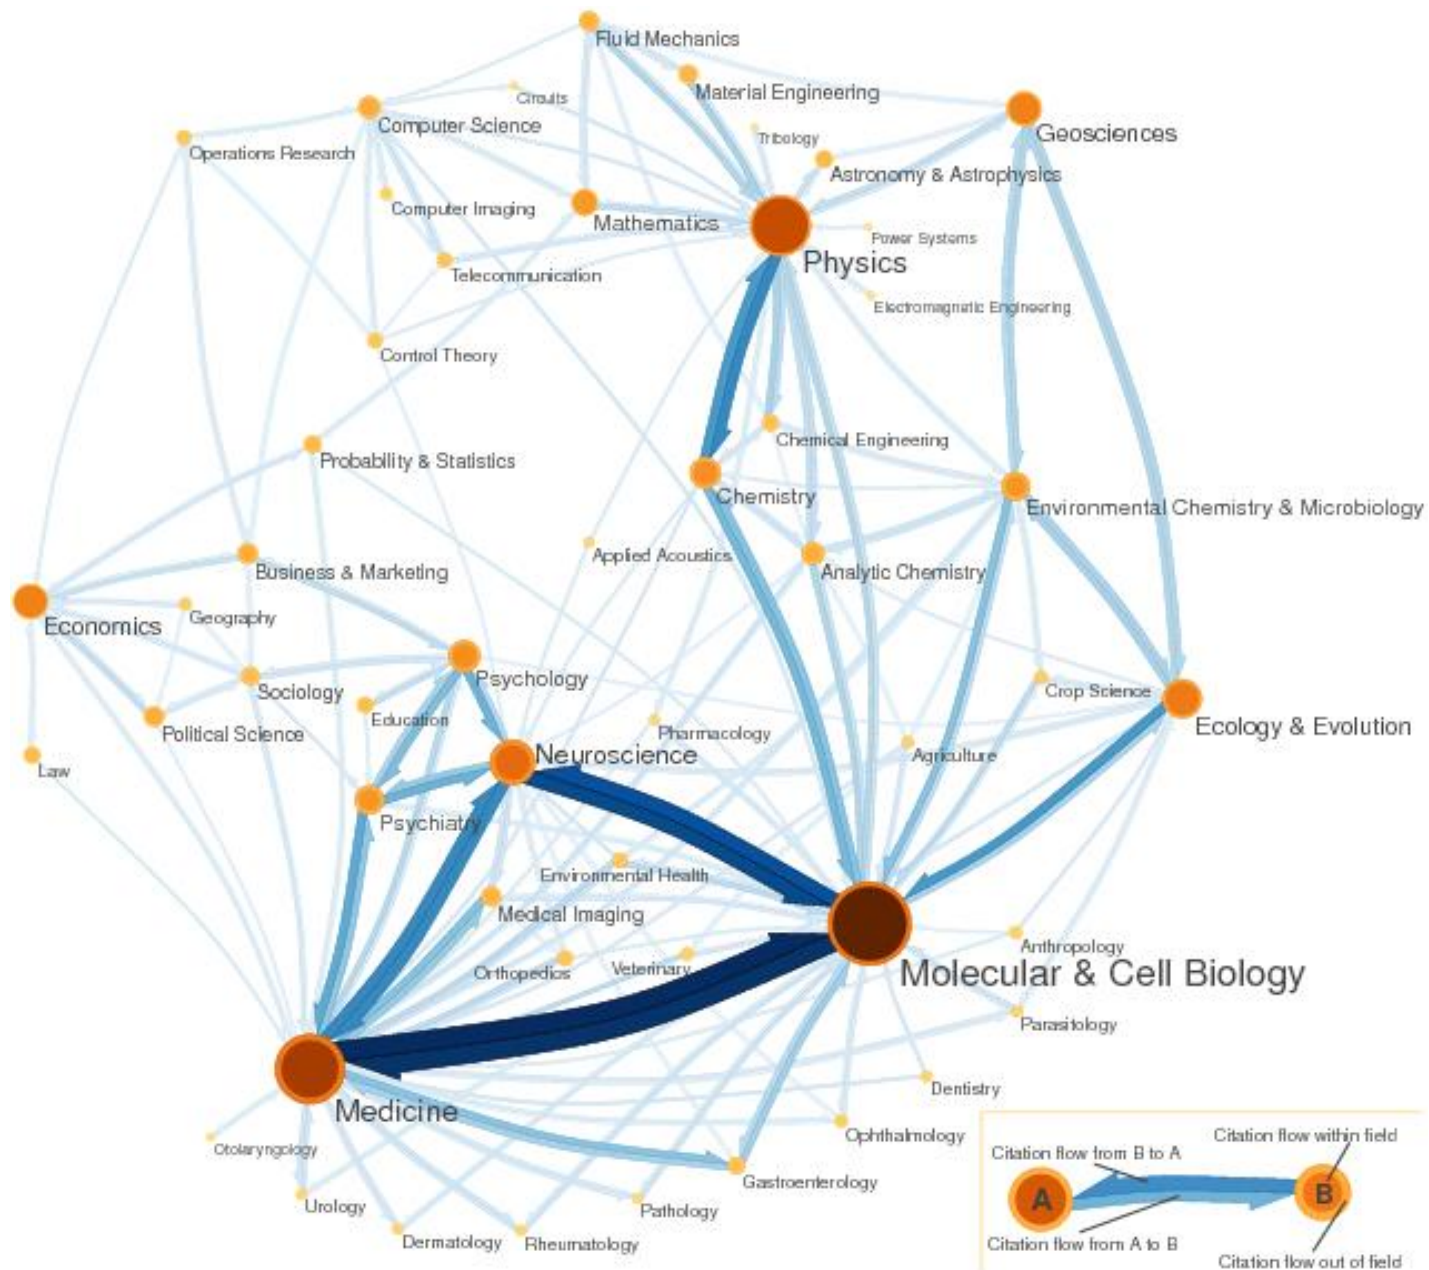 Fluid Mechanics
Circuits
Material Engineering
Computer Science
Geosciences
Tribology
Operations Research
Astronomy & Astrophysics
Computer Imaging
Mathematics
Power Systems
Physics
Telecommunication
Electromagnetic Engineering
Control Theory
Chemical Engineering
Probability & Statistics
Chemistry
Environmental Chemistry & Microbiology
Applied Acoustics
Business & Marketing
Analytic Chemistry
Geography
Economics
Psychology
Sociology
Crop Science
Education
Political Science
Pharmacology
Ecology & Evolution
Neuroscience
Agriculture
Law
Psychiatry
Environmental Health
Medical Imaging
Anthropology
Orthopedics
Veterinary
Molecular & Cell Biology
Parasitology
Dentistry
Medicine
Ophthalmology
Otolaryngology
Gastroenterology
Urology
Pathology
Dermatology
Rheumatology
Citation flow within field
Citation flow from B to A
A
B
Citation flow from A to B
Citation flow out of field